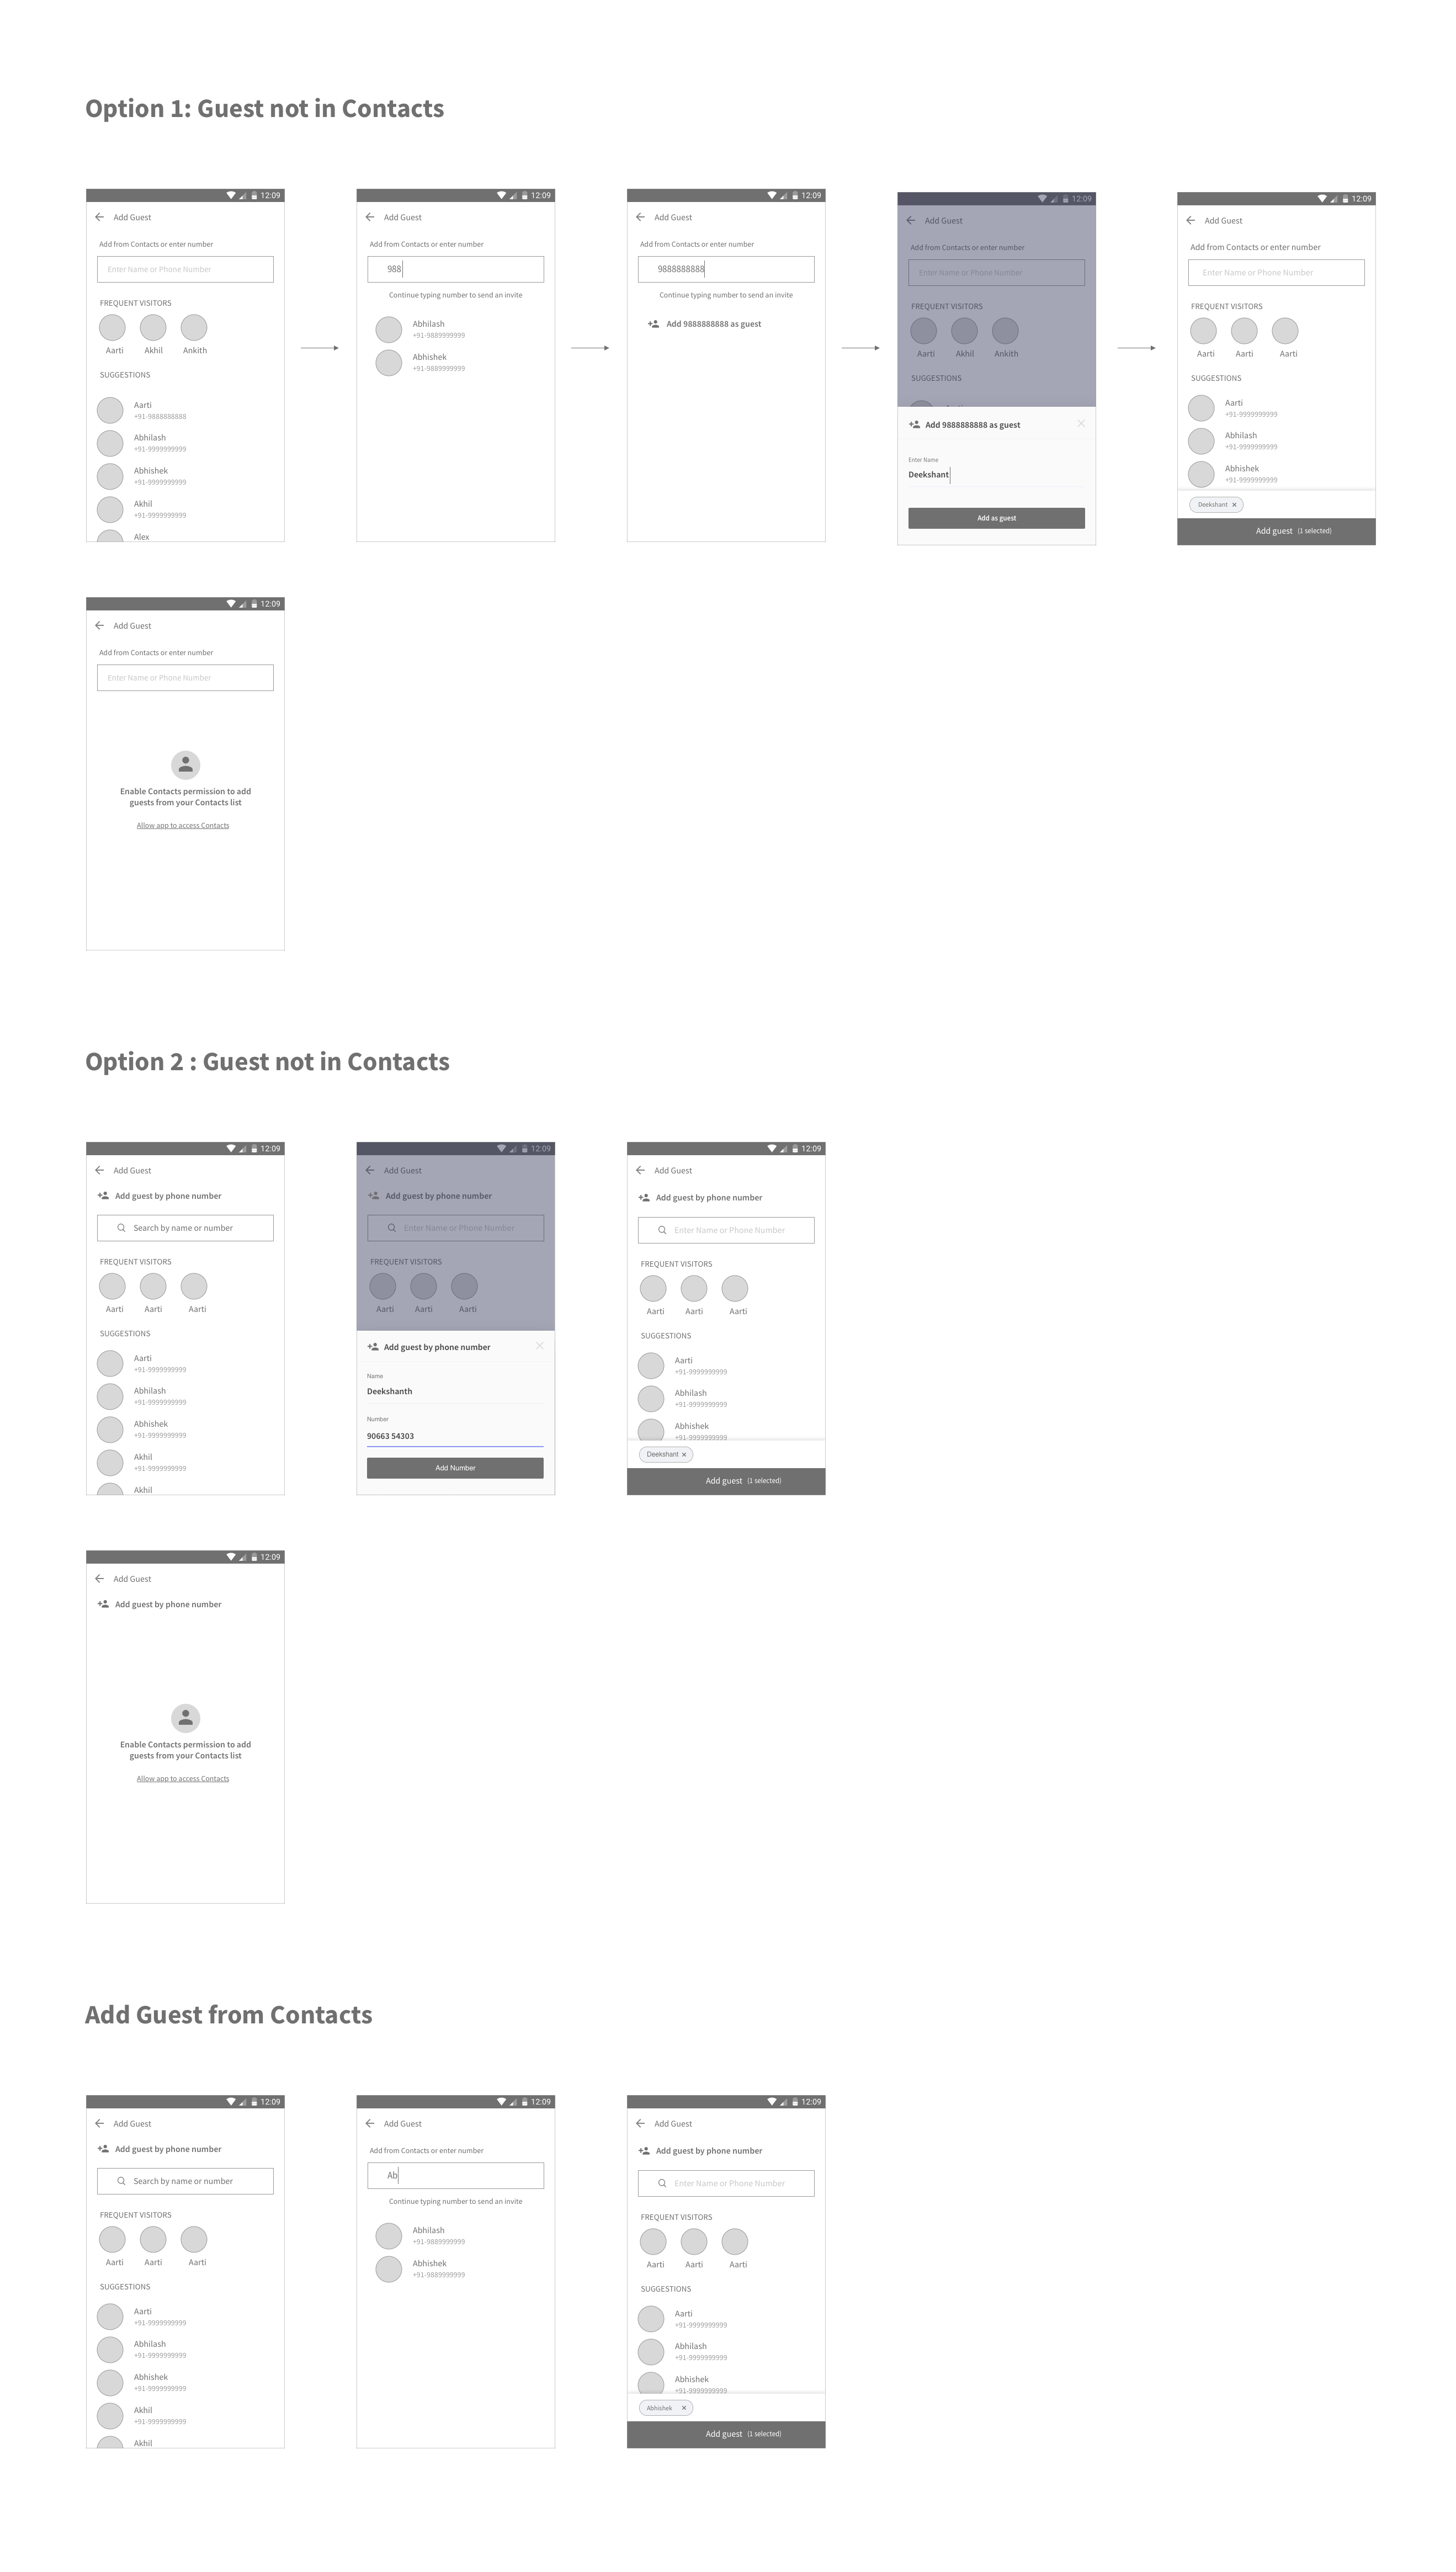 Option 1: Guest not in Contacts
12:09
Add Guest
Add from Contacts or enter number
Enter Name or Phone Number
FREQUENT VISITORS
Aarti Akhil Ankith
SUGGESTIONS
Aarti
+91-9888888888
Abhilash
+91-9999999999
Abhishek
+91-9999999999
Akhil
+91-9999999999
Alex
12:09
Add Guest
Add from Contacts or enter number
988
Continue typing number to send an invite
Abhilash
+91-9889999999
Abhishek
+91-9889999999
12:09
Add Guest
Add from Contacts or enter number
9888888888
Continue typing number to send an invite
Add 9888888888 as guest
12:09
Add Guest
Add from Contacts or enter number
Enter Name or Phone Number
FREQUENT VISITORS
Aarti Akhil Ankith
SUGGESTIONS
Add 9888888888 as guest
Enter Name
Deekshant
Add as guest
12:09
Add Guest
Add from Contacts or enter number
Enter Name or Phone Number
FREQUENT VISITORS
Aarti Aarti Aarti
SUGGESTIONS
Aarti
+91-9999999999
Abhilash
+91-9999999999
Abhishek
+91-9999999999
Deekshant
Add guest (1 selected)
12:09
Add Guest
Add from Contacts or enter number
Enter Name or Phone Number
Enable Contacts permission to add
guests from your Contacts list
Allow app to access Contacts
Option 2 : Guest not in Contacts
12:09
Add Guest
Add guest by phone number
Search by name or number
FREQUENT VISITORS
Aarti Aarti Aarti
SUGGESTIONS
Aarti
+91-9999999999
Abhilash
+91-9999999999
Abhishek
+91-9999999999
Akhil
+91-9999999999
Akhil
12:09
Add Guest
Add guest by phone number
Enter Name or Phone Number
FREQUENT VISITORS
Aarti Aarti Aarti
Add guest by phone number
Name
Deekshanth
Number
90663 54303
Add Number
12:09
Add Guest
Add guest by phone number
Enter Name or Phone Number
FREQUENT VISITORS
Aarti Aarti Aarti
SUGGESTIONS
Aarti
+91-9999999999
Abhilash
+91-9999999999
Abhishek
+91-9999999999
Deekshant
Add guest (1 selected)
12:09
Add Guest
Add guest by phone number
Enable Contacts permission to add
guests from your Contacts list
Allow app to access Contacts
Add Guest from Contacts
12:09
Add Guest
Add guest by phone number
Search by name or number
FREQUENT VISITORS
Aarti Aarti Aarti
SUGGESTIONS
Aarti
+91-9999999999
Abhilash
+91-9999999999
Abhishek
+91-9999999999
Akhil
+91-9999999999
Akhil
12:09
Add Guest
Add from Contacts or enter number
Ab
Continue typing number to send an invite
Abhilash
+91-9889999999
Abhishek
+91-9889999999
12:09
Add Guest
Add guest by phone number
Enter Name or Phone Number
FREQUENT VISITORS
Aarti Aarti Aarti
SUGGESTIONS
Aarti
+91-9999999999
Abhilash
+91-9999999999
Abhishek
+91-9999999999
Abhishek
Add guest (1 selected)